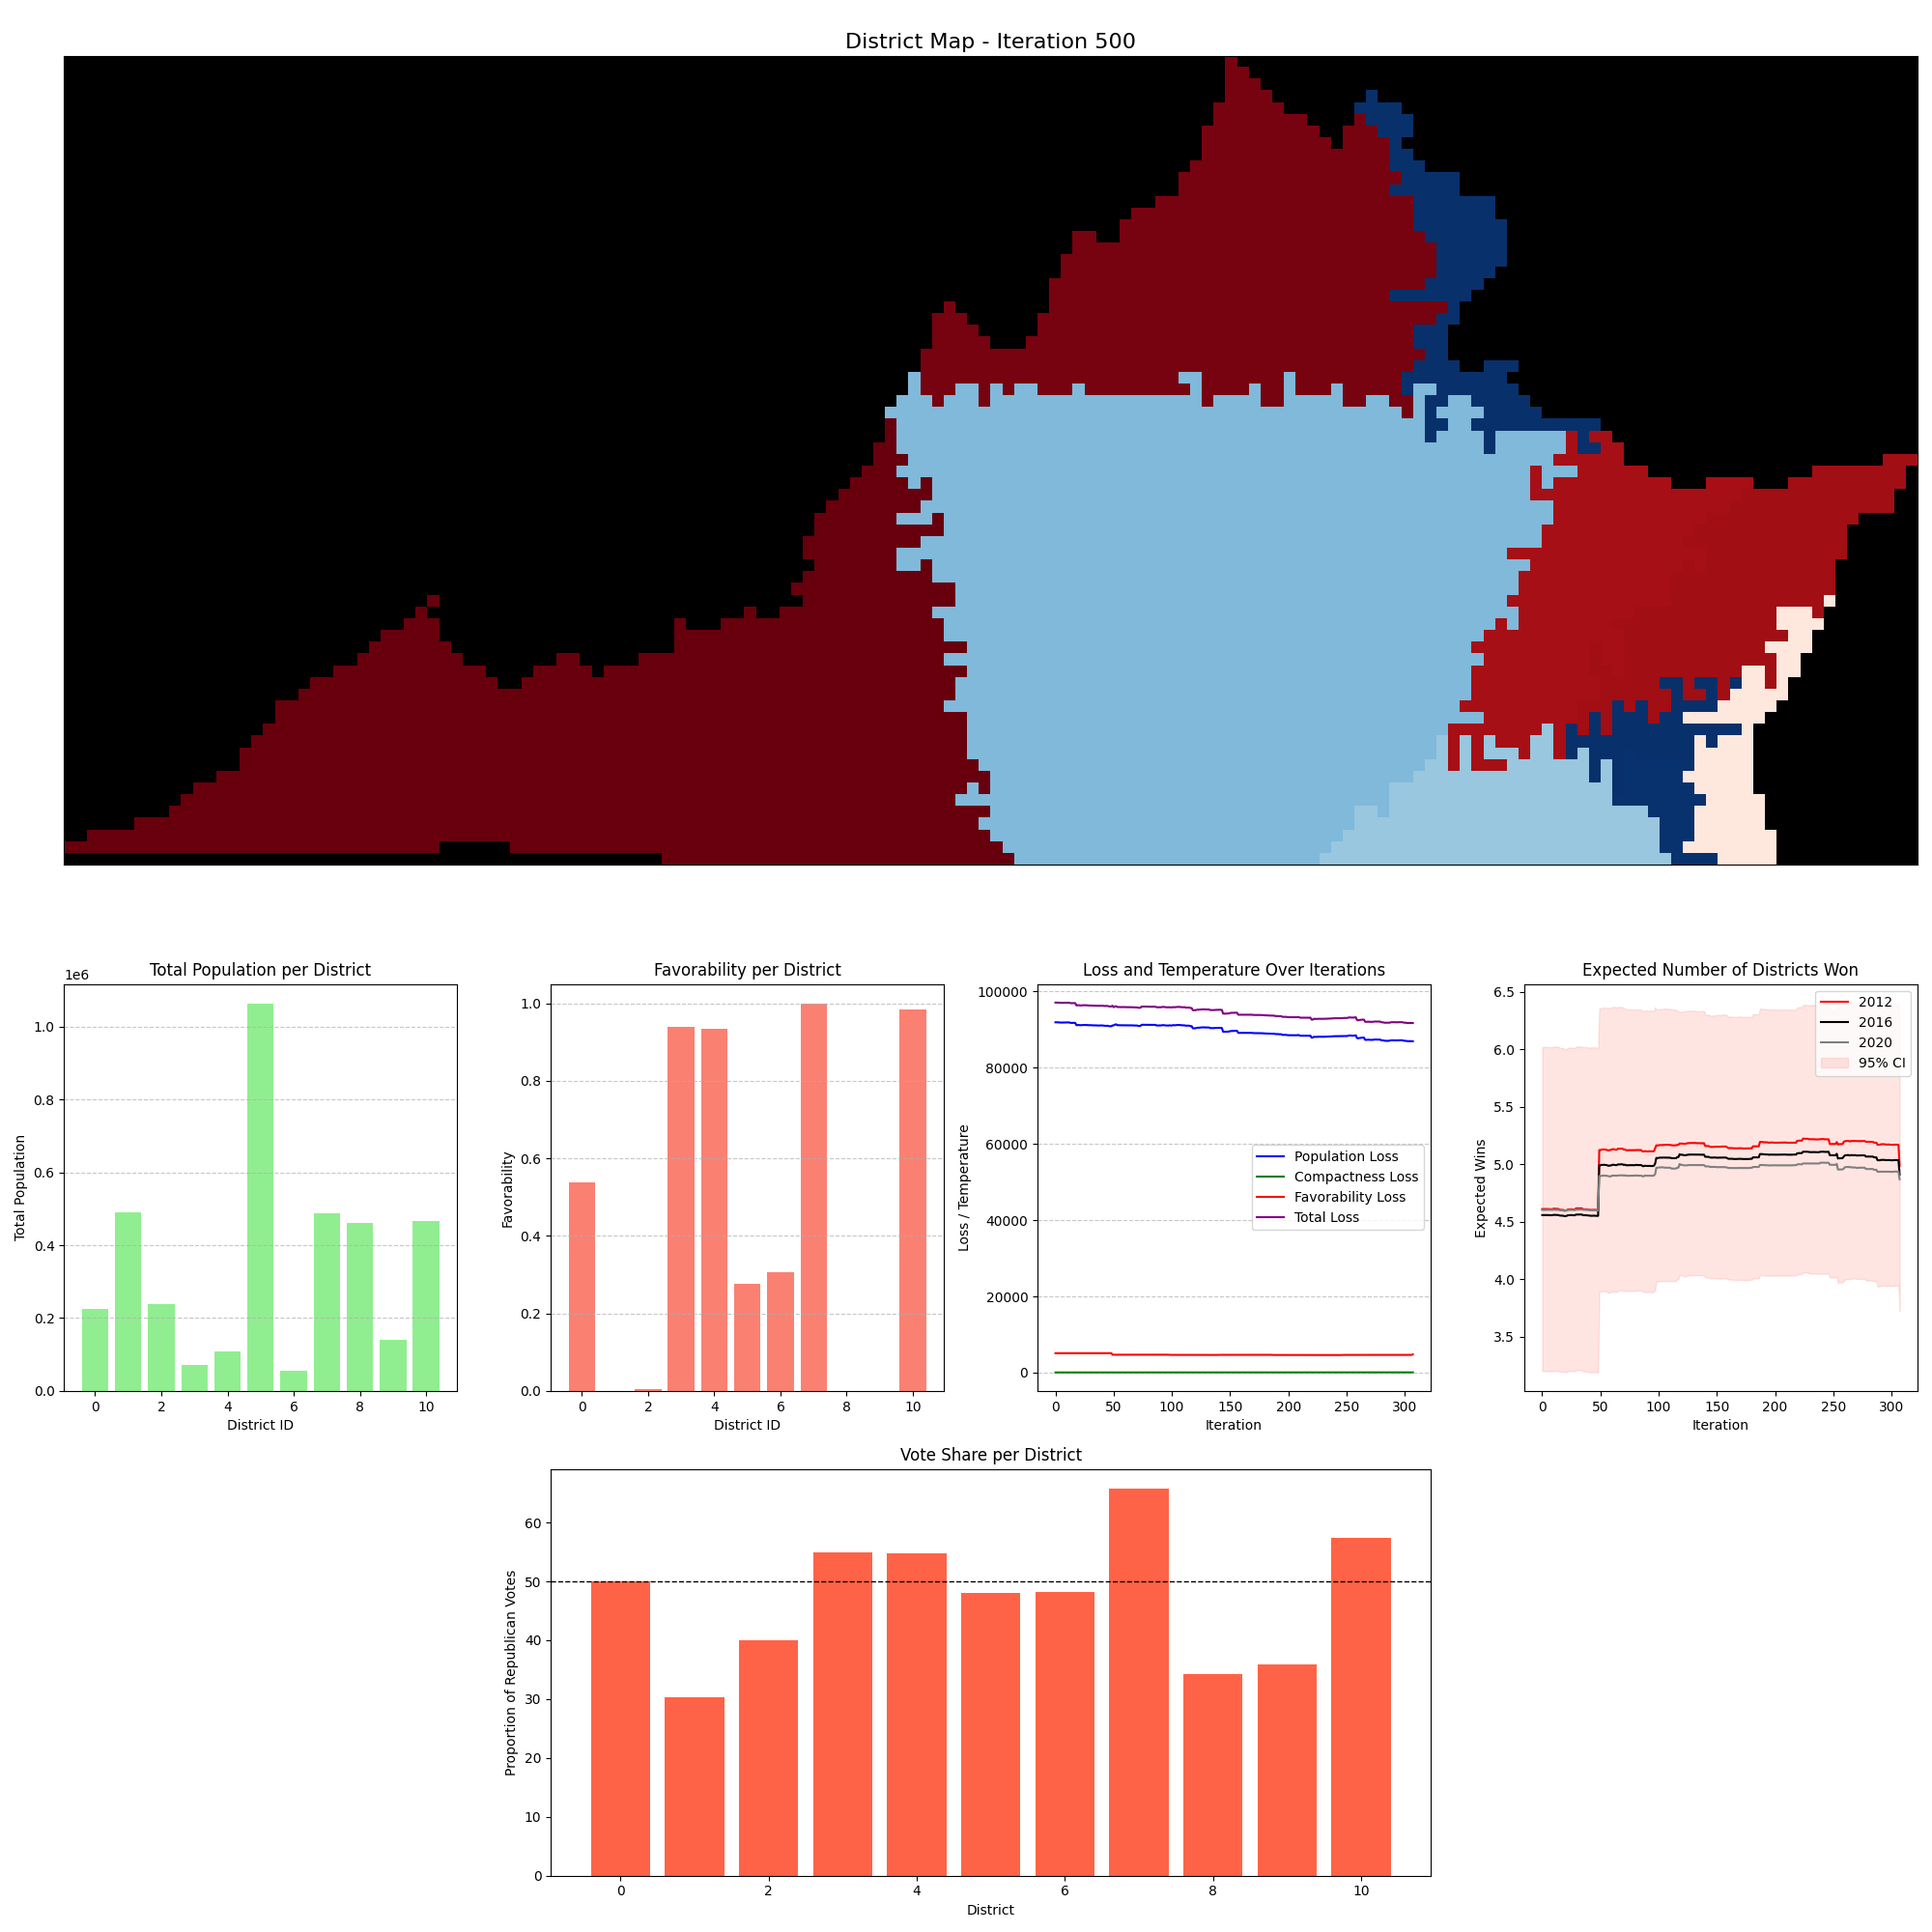 District Map - Iteration 500
Total Population per District
1e6
1.0
0.8
0.6
0.4
0.2
0.0
Total Population
0 2 4 6 8 10
District ID
Favorability per District
1.0
0.8
0.6
0.4
0.2
0.0
Favorability
0 2 4 6 8 10
District ID
Loss and Temperature Over Iterations
100000
80000
60000
40000
20000
0
Loss / Temperature
Population Loss
Compactness Loss
Favorability Loss
Total Loss
0 50 100 150 200 250 300
Iteration
Expected Number of Districts Won
6.5
6.0
5.5
5.0
4.5
4.0
3.5
Expected Wins
2012
2016
2020
95% CI
0 50 100 150 200 250 300
Iteration
Vote Share per District
60
50
40
30
20
10
0
Proportion of Republican Votes
0 2 4 6 8 10
District